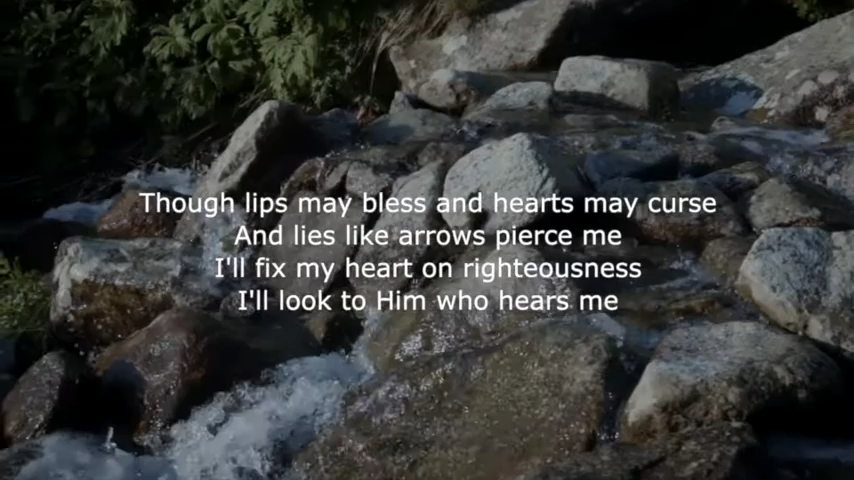 Though lips may bless and hearts may curse
And lies like arrows pierce me
I'll fix my heart on righteousness
I'll look to Him who hears me